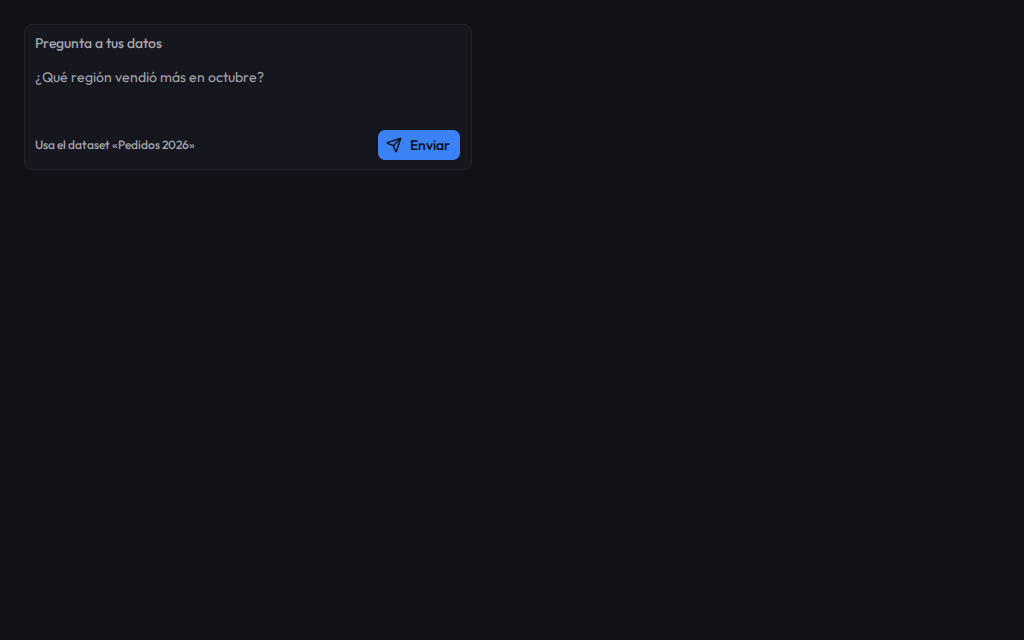 Pregunta a tus datos
¿Qué región vendió más en octubre?
Usa el dataset «Pedidos 2026»
Enviar